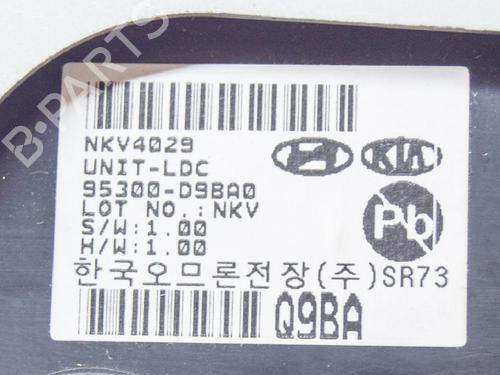 B-PARTS
NKV4029
UNIT-LDC
95300-D9BA0
LOT NO.:NKV
S/W:1.00
H/W:1.00
KIA
Pb
한국오므론전장(주)SR73
Q9BA